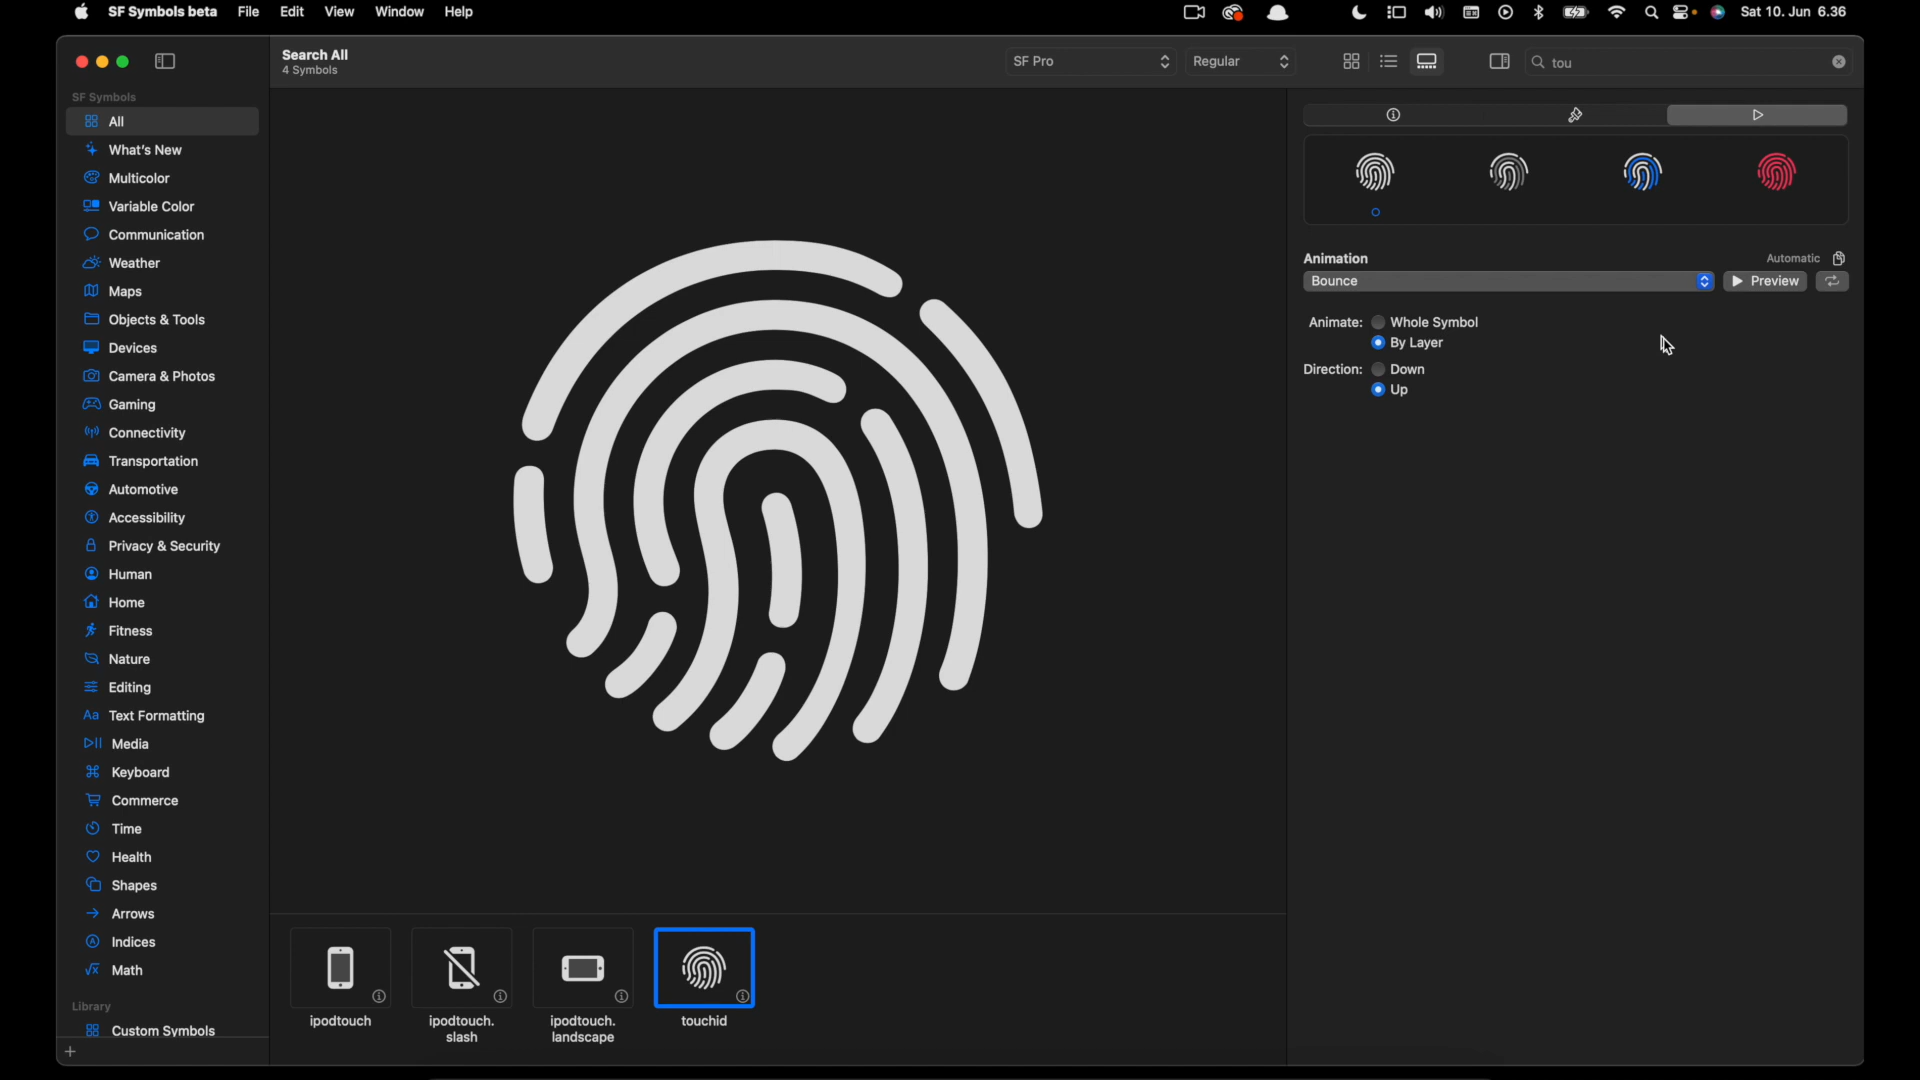 SF Symbols beta File Edit View Window Help Sat 10. Jun 6.36
Search All
4 Symbols
SF Pro
Regular
tou
SF Symbols
All
What's New
Multicolor
Variable Color
Communication
Weather
Maps
Objects & Tools
Devices
Camera & Photos
Gaming
Connectivity
Transportation
Automotive
Accessibility
Privacy & Security
Human
Home
Fitness
Nature
Editing
Aa Text Formatting
Media
Keyboard
Commerce
Time
Health
Shapes
Arrows
Indices
Math
Library
Custom Symbols
ipodtouch
ipodtouch.
slash
ipodtouch.
landscape
touchid
Animation Automatic
Bounce Preview
Animate: Whole Symbol
By Layer
Direction: Down
Up